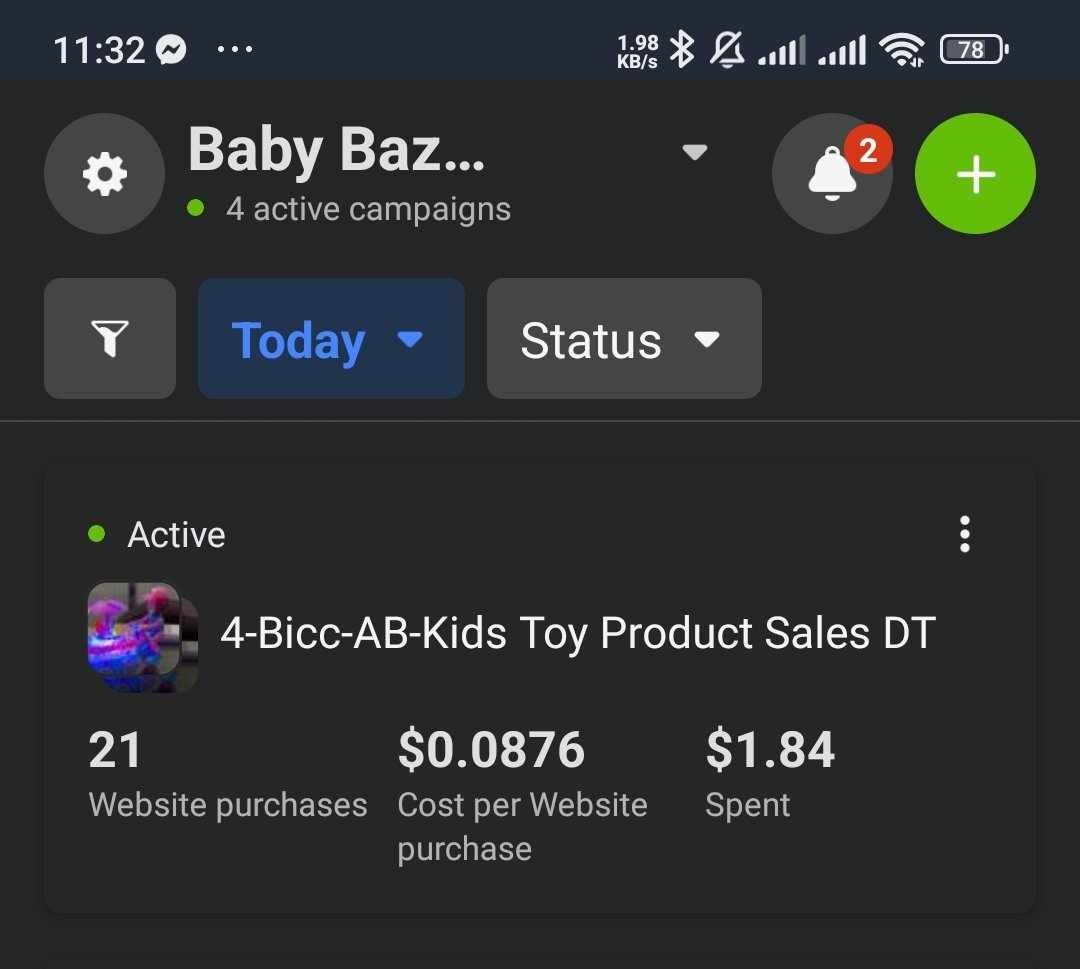 11:32 ... 1.98 KB/s 78
Baby Baz...
4 active campaigns
2
Today
Status
Active
4-Bicc-AB-Kids Toy Product Sales DT
21 $0.0876 $1.84
Website purchases Cost per Website purchase Spent